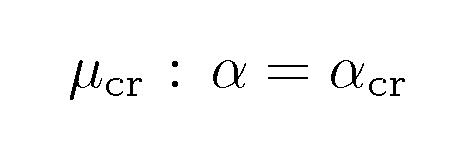 μ_cr : α = α_cr